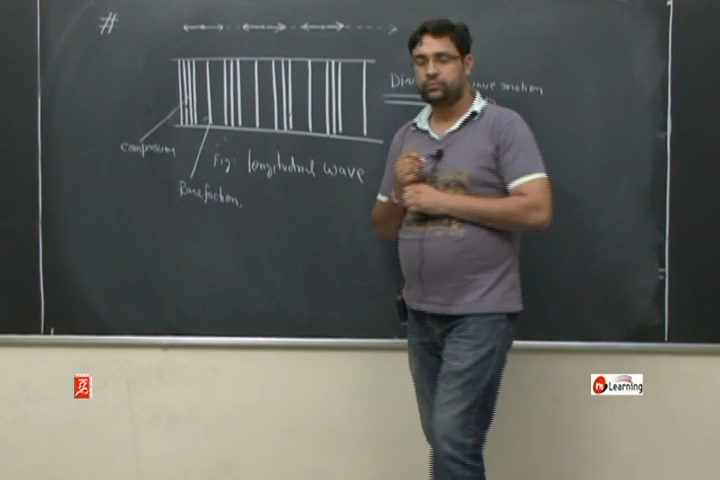 #
wave motion
compression
Fig: longitudinal wave
Rarefaction.
Learning